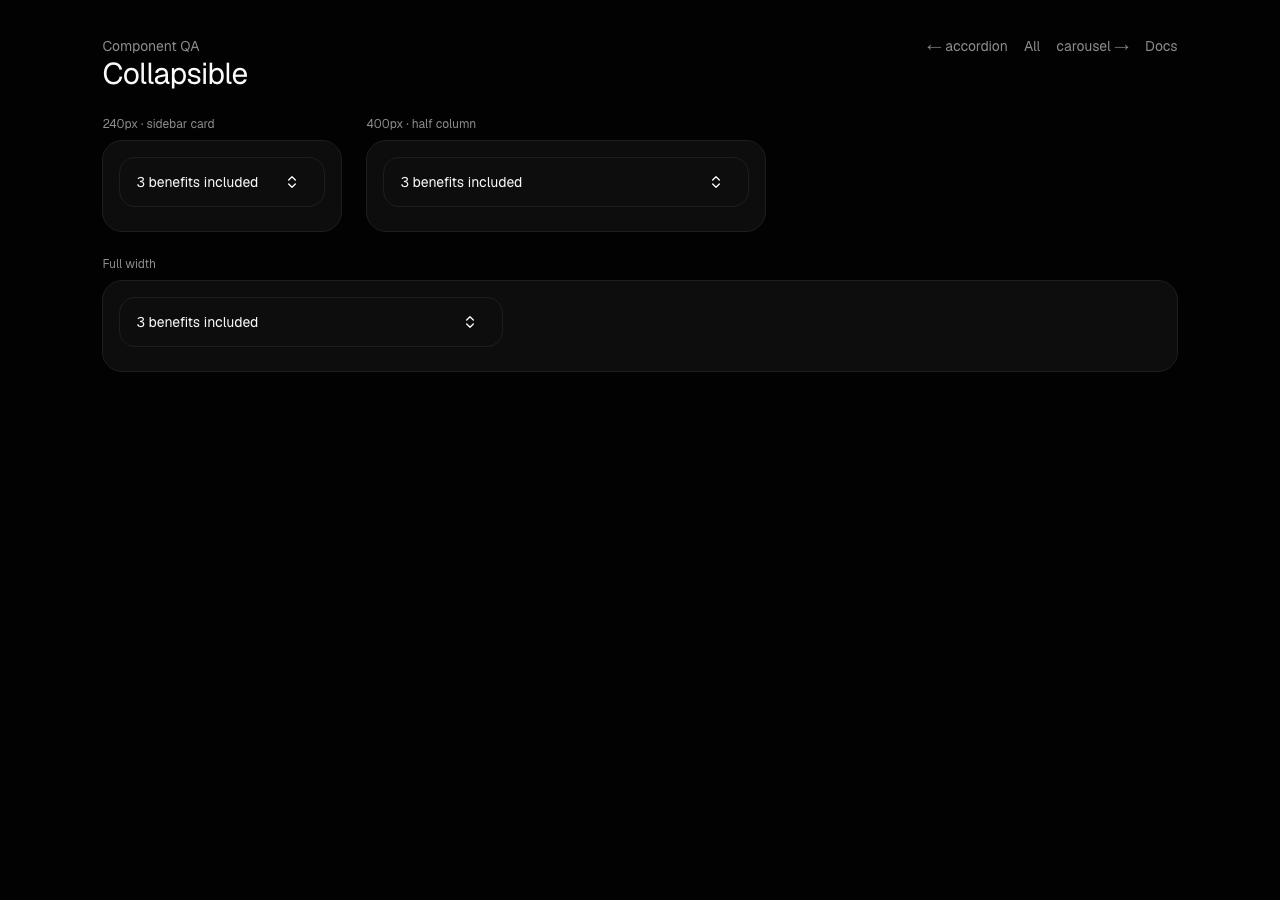 Component QA
← accordion All carousel → Docs
Collapsible
240px · sidebar card
400px · half column
3 benefits included
3 benefits included
Full width
3 benefits included